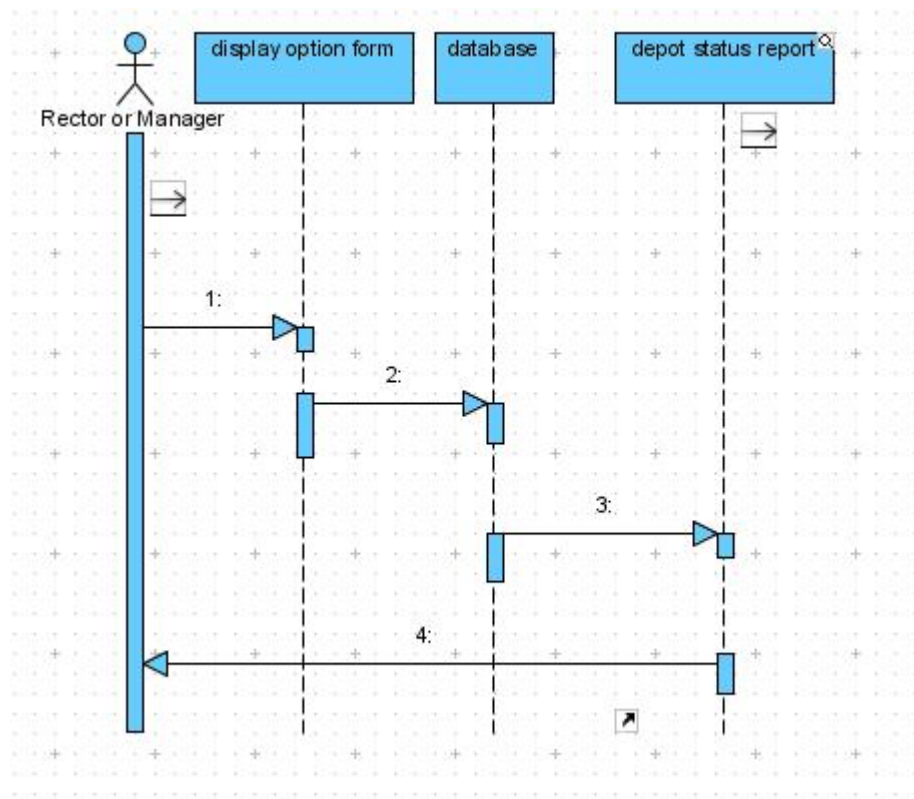 display option form
database
depot status report
Rector or Manager
1:
2:
3:
4: